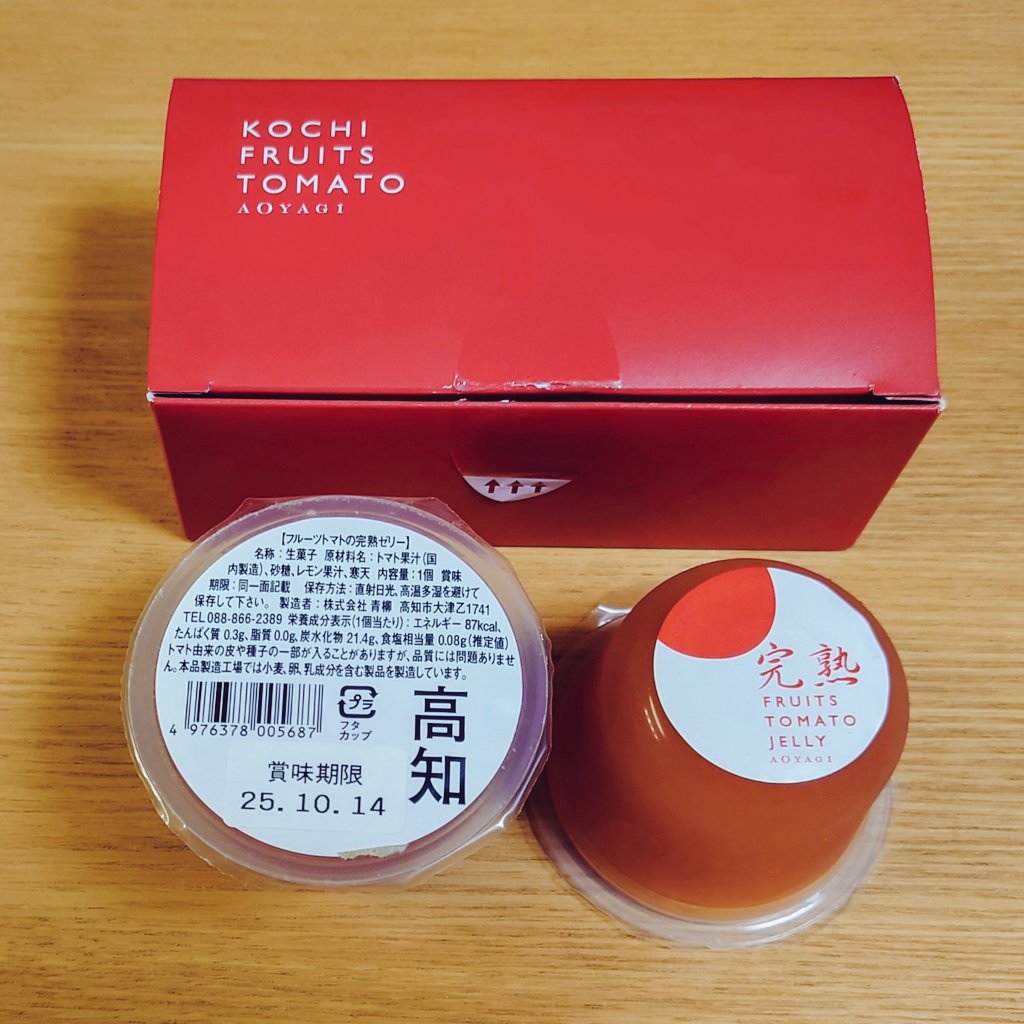 KOCHI
FRUITS
TOMATO
AOYAGI
【フルーツトマトの完熟ゼリー】
名称：生菓子 原材料名：トマト果汁（国
内製造）、砂糖、レモン果汁、寒天 内容量：1個 賞味
期限：同一面記載 保存方法：直射日光、高温多湿を避けて
保存して下さい。 製造者：株式会社 青柳 高知市大津乙1741
TEL 088-866-2389 栄養成分表示（1個当たり）：エネルギー 87kcal、
たんぱく質 0.3g、脂質 0.0g、炭水化物 21.4g、食塩相当量 0.08g（推定値）
トマト由来の皮や種子の一部が入ることがありますが、品質には問題ありませ
ん。本品製造工場では小麦、卵、乳成分を含む製品を製造しています。
4 976378 005687
プラ
フタ
カップ
高知
賞味期限
25.10.14
完熟
FRUITS
TOMATO
JELLY
AOYAGI